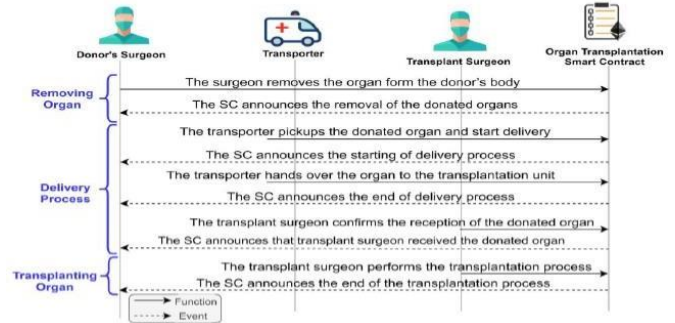 Donor's Surgeon
Transporter
Transplant Surgeon
Organ Transplantation
Smart Contract
Removing
Organ
The surgeon removes the organ form the donor's body
The SC announces the removal of the donated organs
Delivery
Process
The transporter pickups the donated organ and start delivery
The SC announces the starting of delivery process
The transporter hands over the organ to the transplantation unit
The SC announces the end of delivery process
The transplant surgeon confirms the reception of the donated organ
The SC announces that transplant surgeon received the donated organ
Transplanting
Organ
The transplant surgeon performs the transplantation process
The SC announces the end of the transplantation process
Function
Event